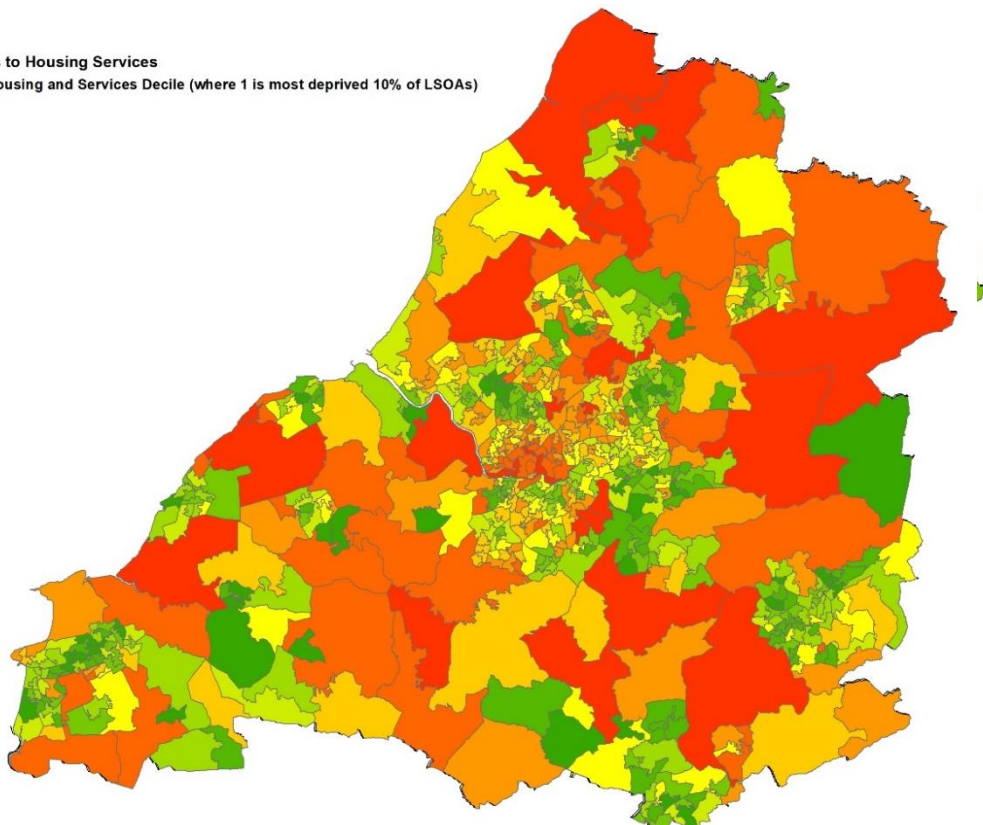 to Housing Services
ousing and Services Decile (where 1 is most deprived 10% of LSOAs)